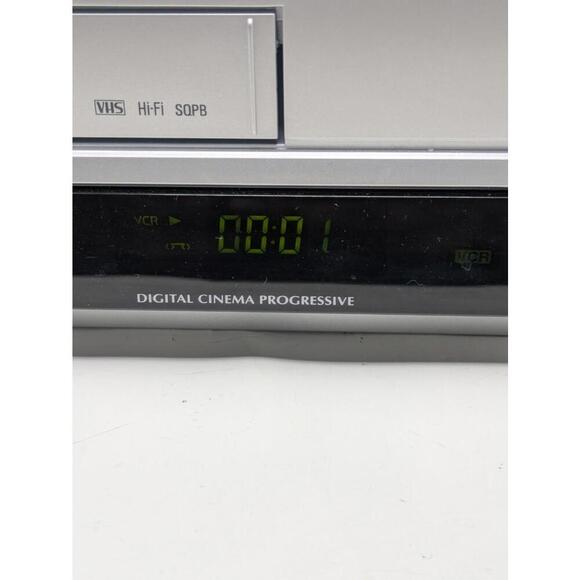 VHS Hi-Fi SQPB
VCR
00:01
VCR
DIGITAL CINEMA PROGRESSIVE